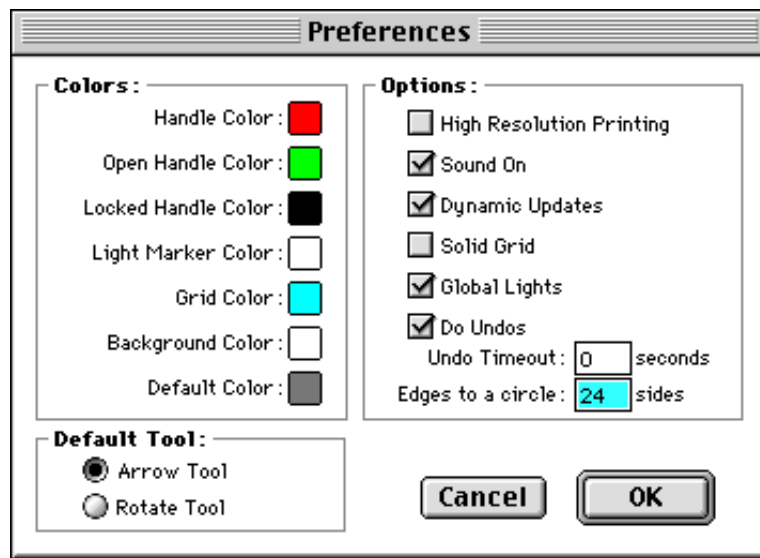 Preferences
Colors:
Handle Color:
Open Handle Color:
Locked Handle Color:
Light Marker Color:
Grid Color:
Background Color:
Default Color:
Default Tool:
Arrow Tool
Rotate Tool
Options:
High Resolution Printing
Sound On
Dynamic Updates
Solid Grid
Global Lights
Do Undos
Undo Timeout: 0 seconds
Edges to a circle: 24 sides
Cancel
OK